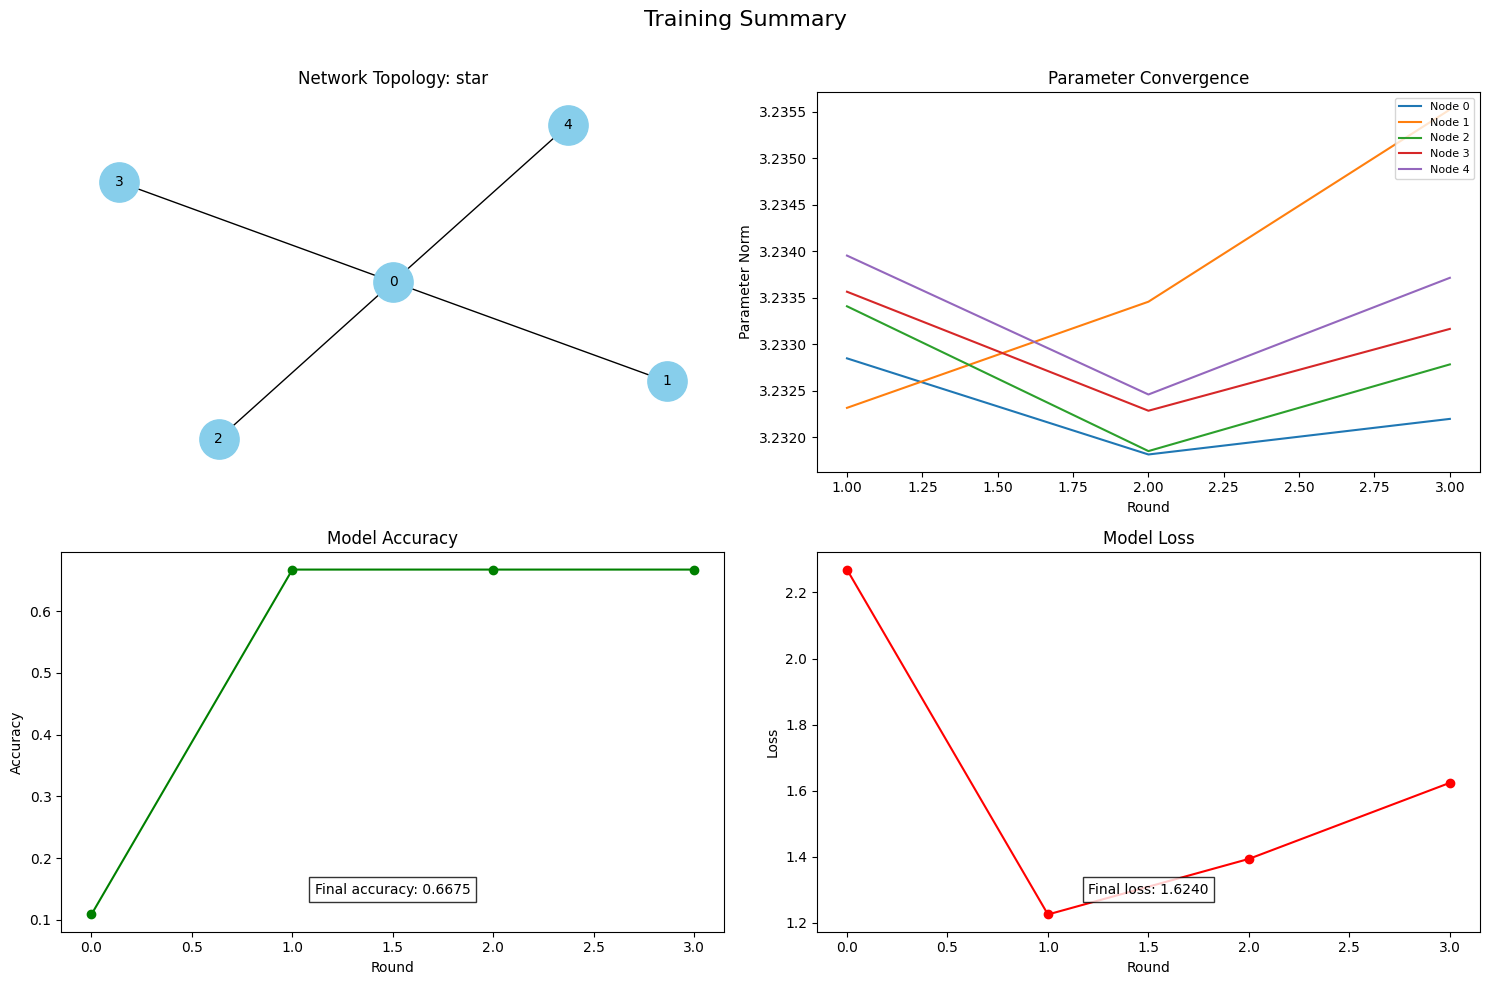 Training Summary
Network Topology: star
4
3
0
1
2
Parameter Convergence
Parameter Norm
3.2355
3.2350
3.2345
3.2340
3.2335
3.2330
3.2325
3.2320
Node 0
Node 1
Node 2
Node 3
Node 4
1.00 1.25 1.50 1.75 2.00 2.25 2.50 2.75 3.00
Round
Model Accuracy
Accuracy
0.6
0.5
0.4
0.3
0.2
0.1
Final accuracy: 0.6675
0.0 0.5 1.0 1.5 2.0 2.5 3.0
Round
Model Loss
Loss
2.2
2.0
1.8
1.6
1.4
1.2
Final loss: 1.6240
0.0 0.5 1.0 1.5 2.0 2.5 3.0
Round